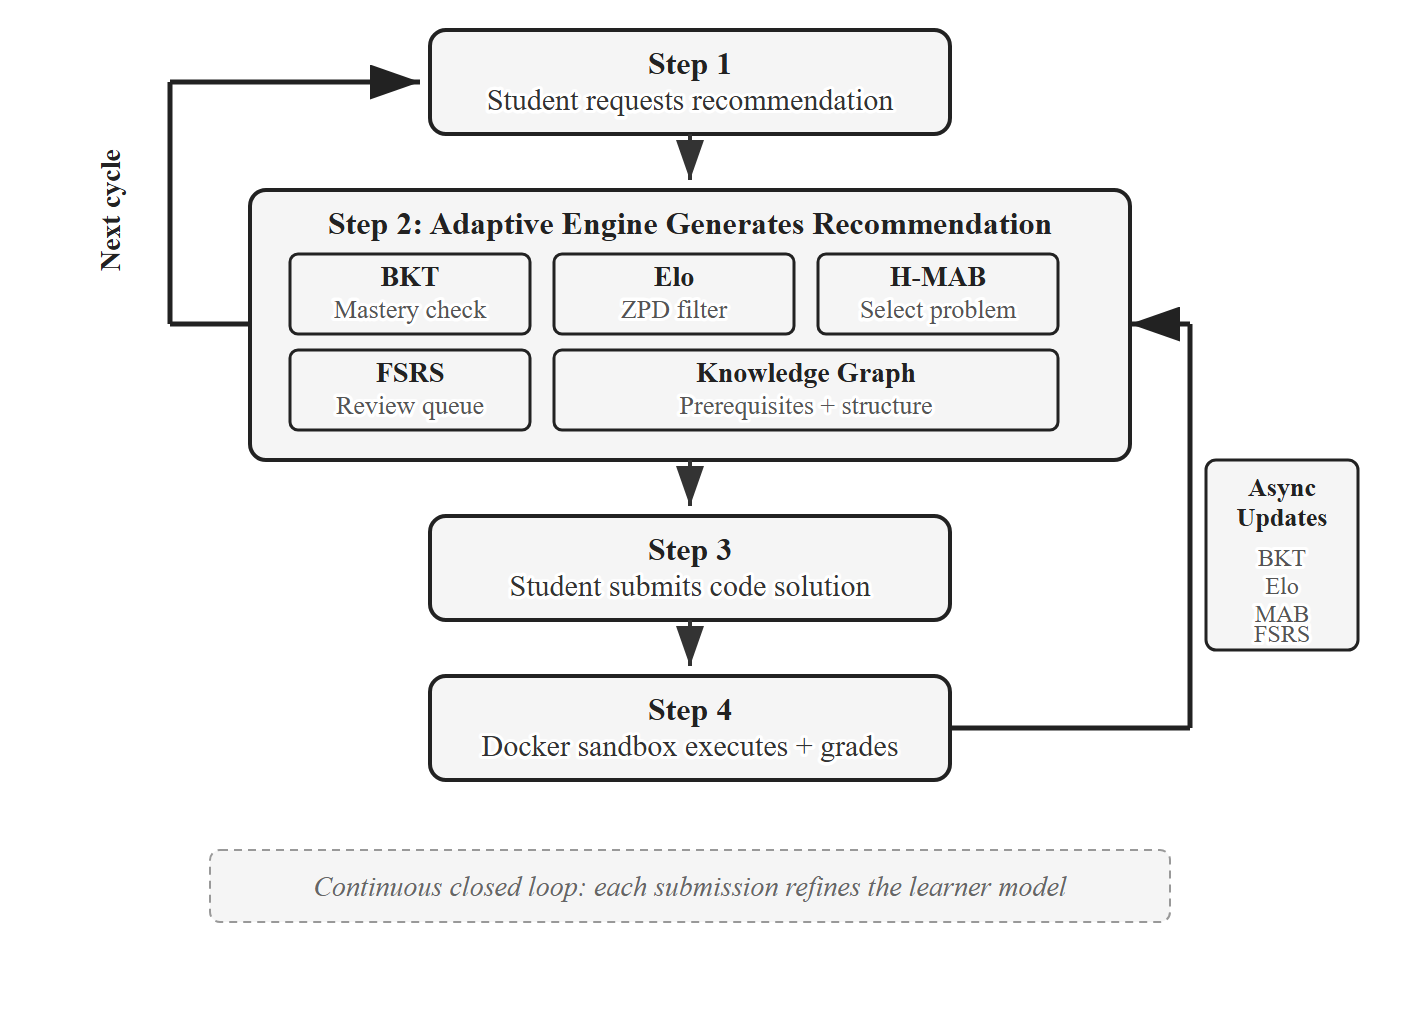 Step 1
Student requests recommendation
Next cycle
Step 2: Adaptive Engine Generates Recommendation
BKT
Mastery check
Elo
ZPD filter
H-MAB
Select problem
FSRS
Review queue
Knowledge Graph
Prerequisites + structure
Step 3
Student submits code solution
Async
Updates
BKT
Elo
MAB
FSRS
Step 4
Docker sandbox executes + grades
Continuous closed loop: each submission refines the learner model